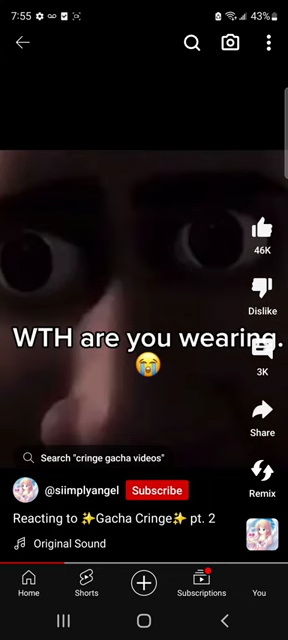 7:55
43%
46K
Dislike
WTH are you wearing.
😭
3K
Share
Search "cringe gacha videos"
@siimplyangel Subscribe
Remix
Reacting to ✨Gacha Cringe✨ pt. 2
Original Sound
Home Shorts Subscriptions You